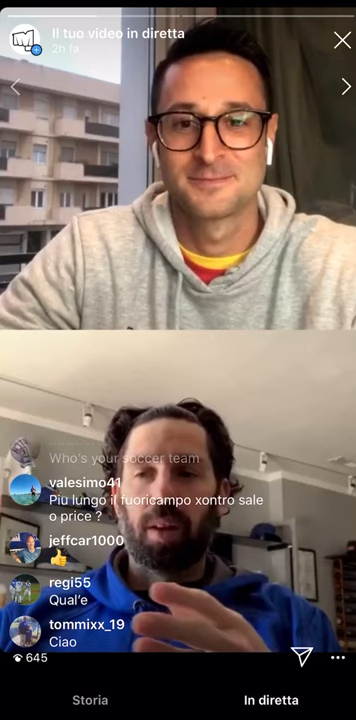 Il tuo video in diretta
2h fa
Who's your soccer team
valesimo41
Piu lungo il fuoricampo xontro sale
o price ?
jeffcar1000
👍
regi55
Qual'e
tommixx_19
Ciao
645
Storia
In diretta